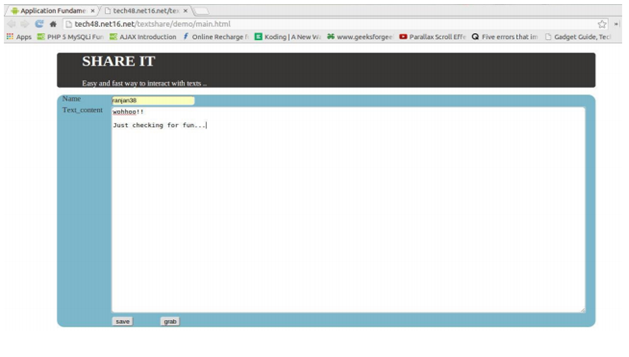 Application Fundame × tech48.net16.net/tex ×
tech48.net16.net/textshare/demo/main.html
Apps PHP 5 MySQLi Fun AJAX Introduction Online Recharge Koding | A New Wa www.geeksforgee Parallax Scroll Effe Five errors that im Gadget Guide, Tec
SHARE IT
Easy and fast way to interact with texts ..
Name ranjan38
Text_content wohhoo!!
Just checking for fun...
save grab